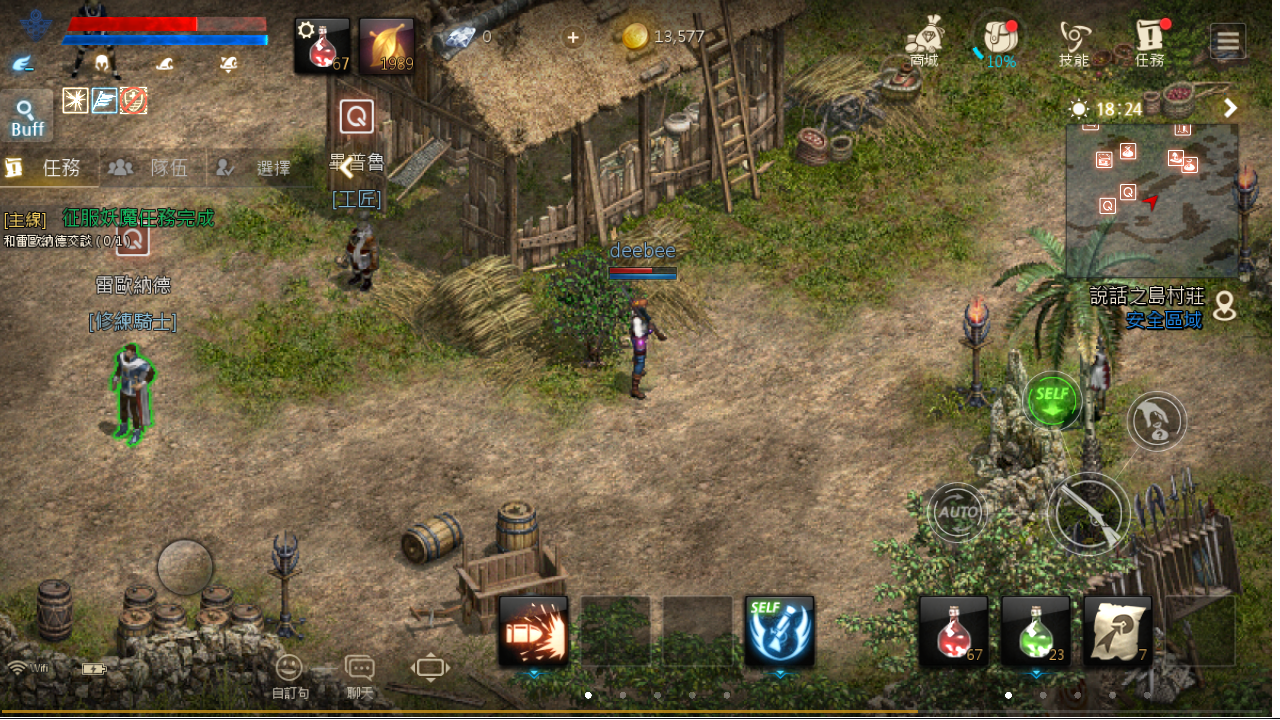 67
1989
0
+
13,577
商城
10%
技能
任務
Buff
18:24
任務
隊伍
選擇
畢普魯
[工匠]
[主線] 征服妖魔任務完成
和雷歐納德交談 (0/1)
雷歐納德
[修練騎士]
deebee
說話之島村莊
安全區域
SELF
AUTO
SELF
67
23
7
Wifi
自訂句
聊天